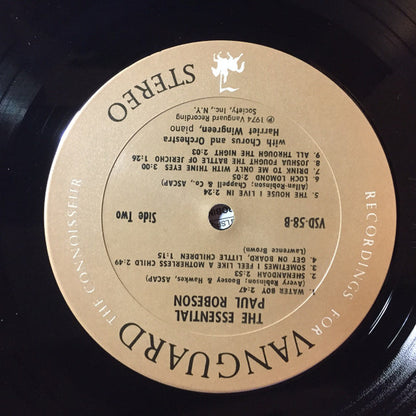 THE ESSENTIAL
PAUL ROBESON
1. WATER BOY 2:47
(Avery Robinson; Boosey & Hawkes, ASCAP)
2. SHENANDOAH 2:53
3. SOMETIMES I FEEL LIKE A MOTHERLESS CHILD 2:49
4. GET ON BOARD, LITTLE CHILDREN 1:15
(Lawrence Brown)
VSD-58-B
Side Two
5. THE HOUSE I LIVE IN 2:24
(Allan-Robinson; Chappell & Co., ASCAP)
6. LOCH LOMOND 2:05
7. DRINK TO ME ONLY WITH THINE EYES 3:00
8. JOSHUA FOUGHT THE BATTLE OF JERICHO 1:26
9. ALL THROUGH THE NIGHT 2:03
with Chorus and Orchestra
Harriet Wingreen, piano
℗ 1974 Vanguard Recording
Society, Inc., N.Y.
STEREO
VANGUARD
RECORDINGS FOR
THE CONNOISSEUR